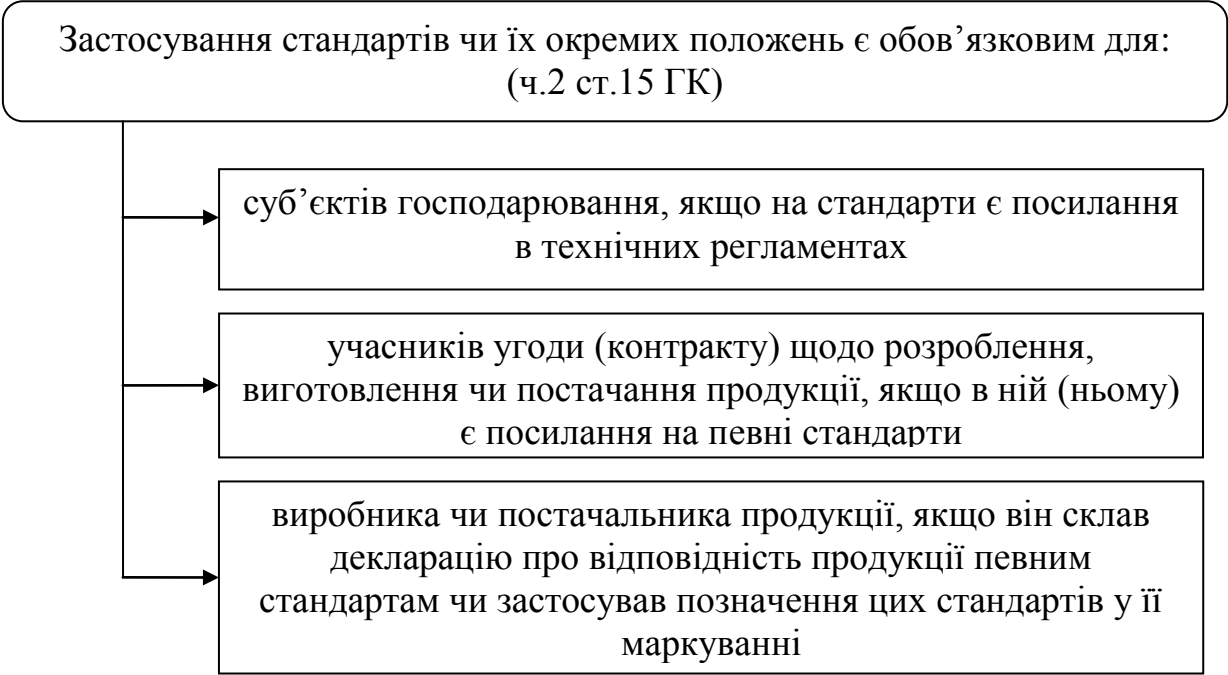 Застосування стандартів чи їх окремих положень є обов’язковим для:
(ч.2 ст.15 ГК)
суб’єктів господарювання, якщо на стандарти є посилання
в технічних регламентах
учасників угоди (контракту) щодо розроблення,
виготовлення чи постачання продукції, якщо в ній (ньому)
є посилання на певні стандарти
виробника чи постачальника продукції, якщо він склав
декларацію про відповідність продукції певним
стандартам чи застосував позначення цих стандартів у її
маркуванні